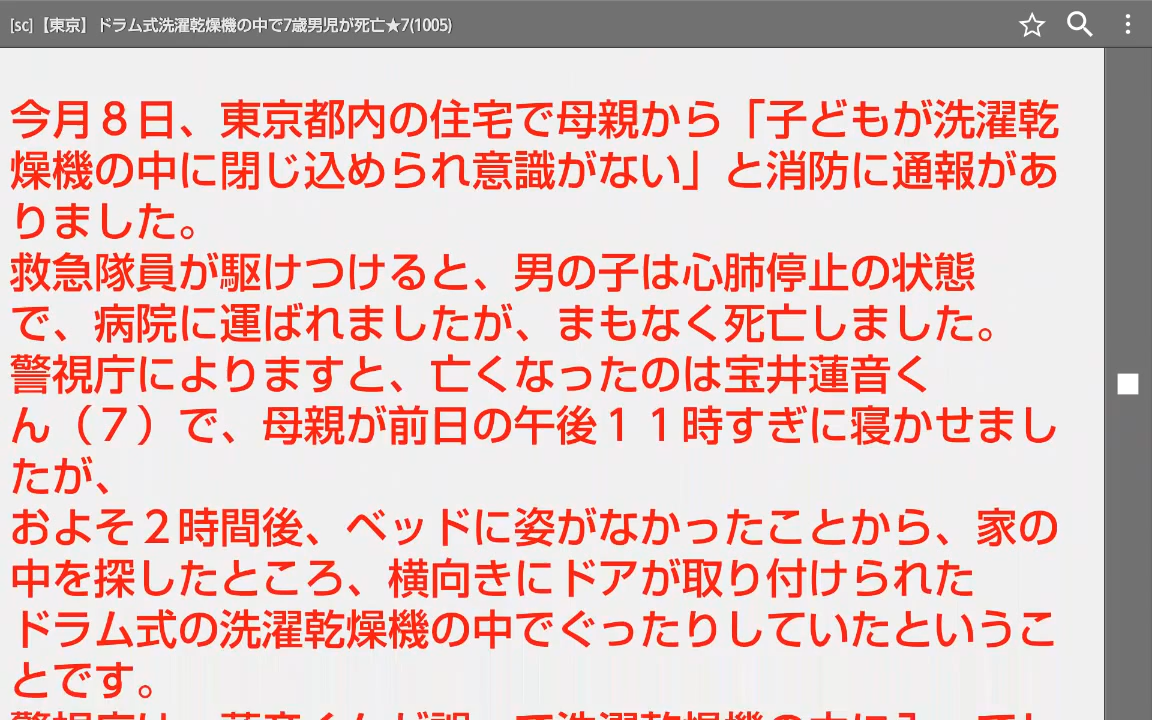 [sc]【東京】ドラム式洗濯乾燥機の中で7歳男児が死亡★7(1005)
今月８日、東京都内の住宅で母親から「子どもが洗濯乾
燥機の中に閉じ込められ意識がない」と消防に通報があ
りました。
救急隊員が駆けつけると、男の子は心肺停止の状態
で、病院に運ばれましたが、まもなく死亡しました。
警視庁によりますと、亡くなったのは宝井蓮音く
ん（７）で、母親が前日の午後１１時すぎに寝かせまし
たが、
およそ２時間後、ベッドに姿がなかったことから、家の
中を探したところ、横向きにドアが取り付けられた
ドラム式の洗濯乾燥機の中でぐったりしていたというこ
とです。